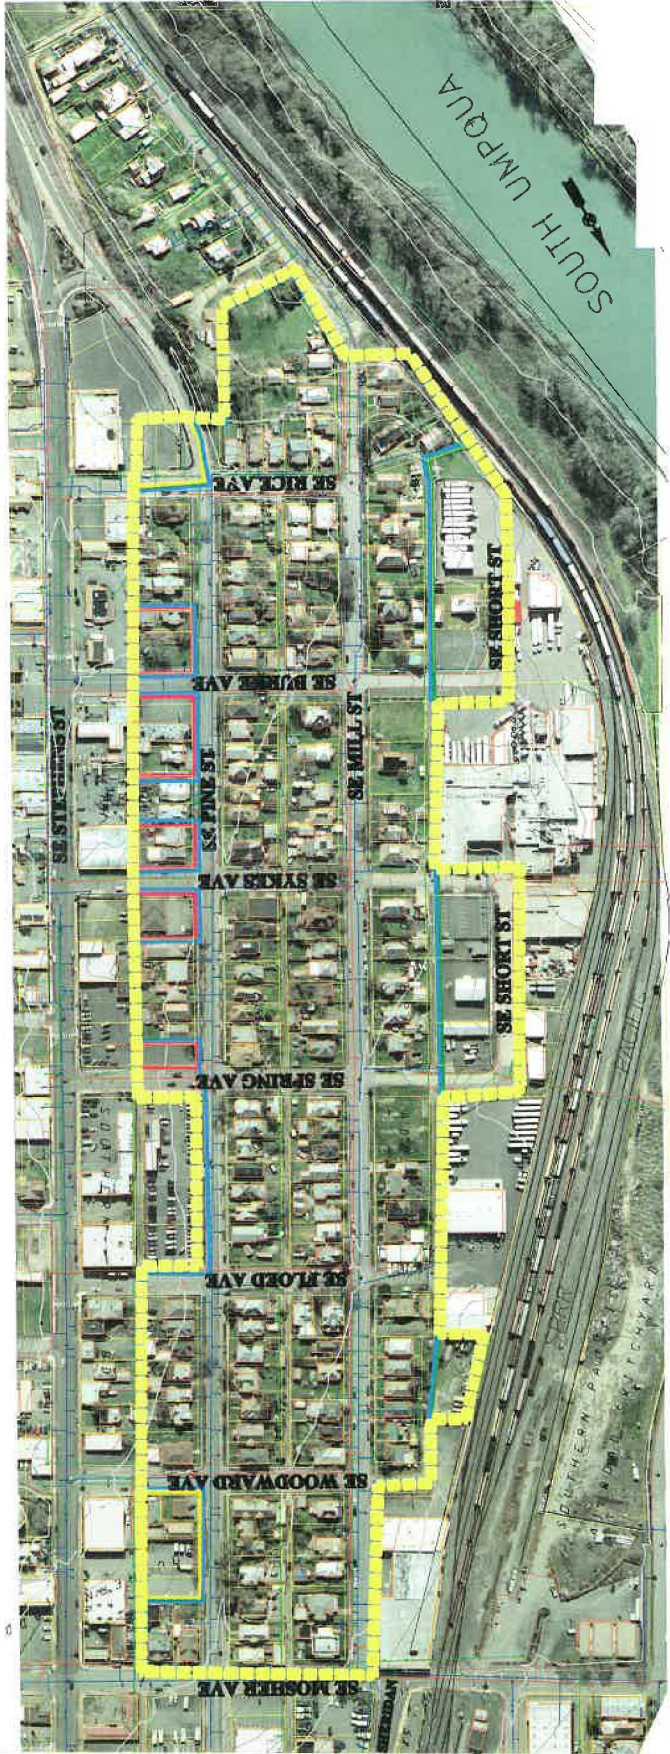 SOUTH UMPQUA
SE RICE AVE
SE SHORT ST
SE BURKE AVE
SE STEPHENS ST
SE PINE ST
SE MILL ST
SE SYKES AVE
SE SHORT ST
SE SPRING AVE
PACIFIC
SE FLOED AVE
SOUTHERN
SE WOODWARD AVE
SE MOSHER AVE
SHERIDAN